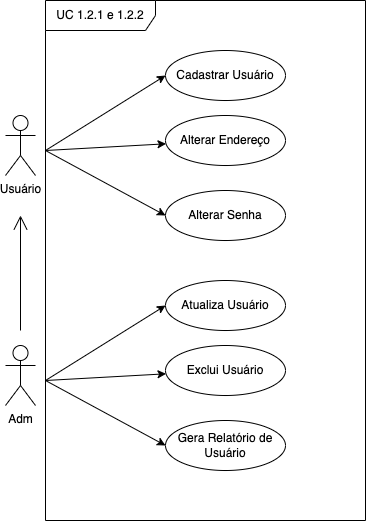 UC 1.2.1 e 1.2.2
Cadastrar Usuário
Alterar Endereço
Usuário
Alterar Senha
Atualiza Usuário
Exclui Usuário
Adm
Gera Relatório de
Usuário